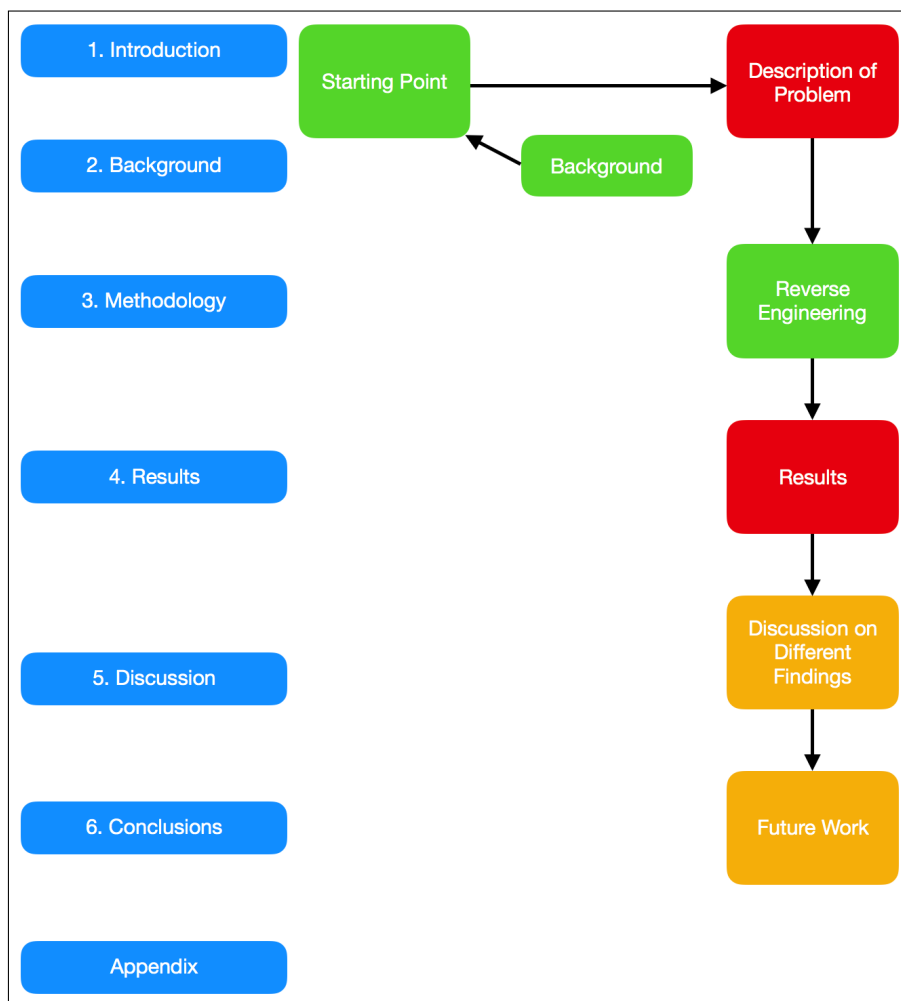 1. Introduction
Starting Point
Description of
Problem
2. Background
Background
3. Methodology
Reverse
Engineering
4. Results
Results
5. Discussion
Discussion on
Different
Findings
6. Conclusions
Future Work
Appendix